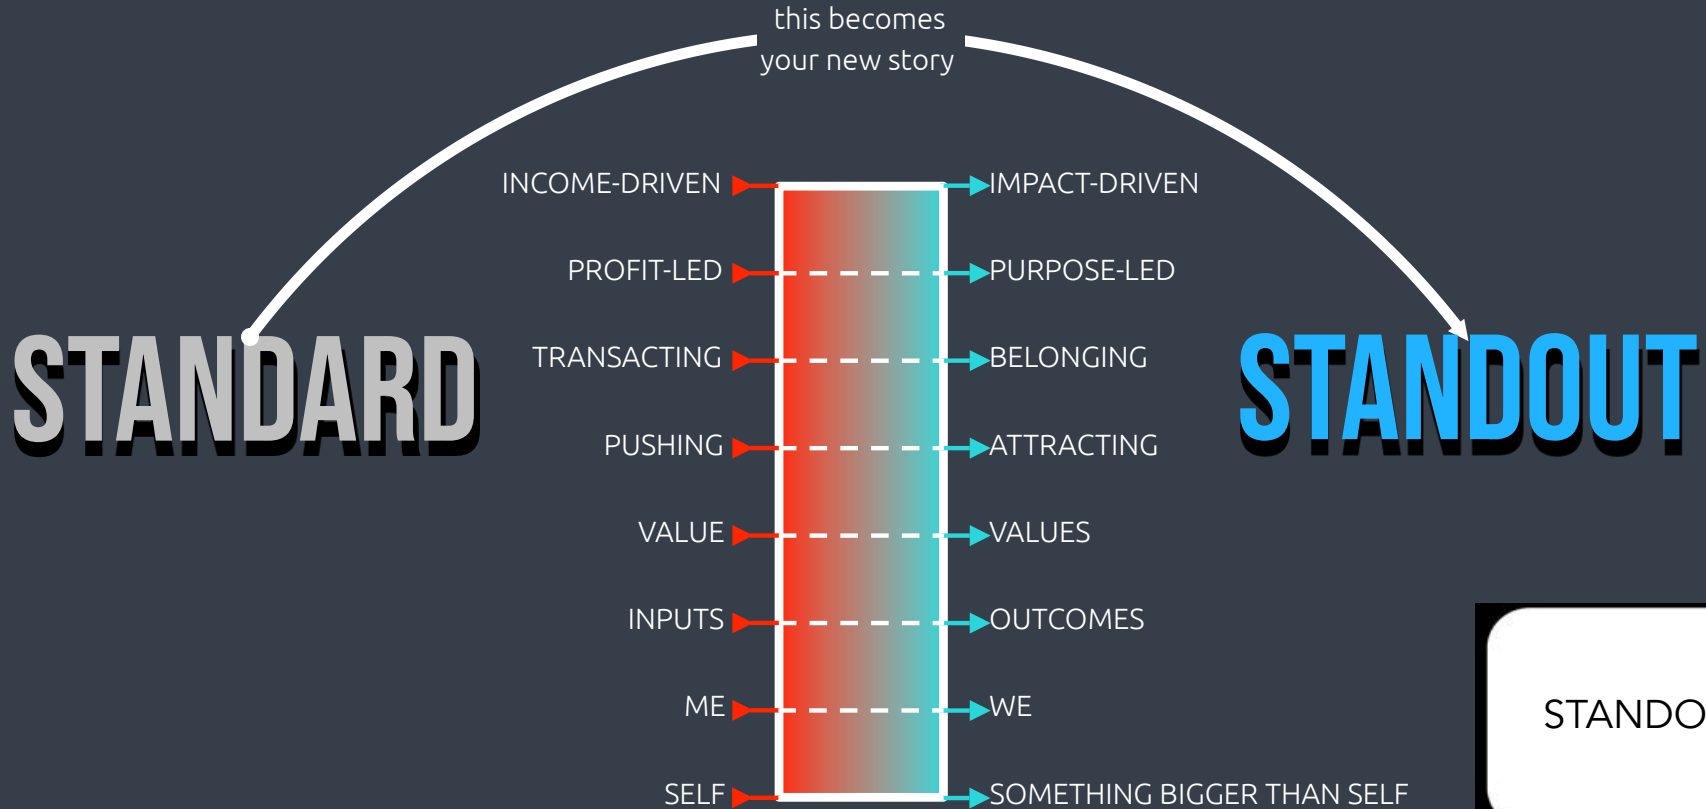 this becomes
your new story
INCOME-DRIVEN IMPACT-DRIVEN
PROFIT-LED PURPOSE-LED
STANDARD
TRANSACTING BELONGING
STANDOUT
PUSHING ATTRACTING
VALUE VALUES
INPUTS OUTCOMES
ME WE
STANDO
SELF SOMETHING BIGGER THAN SELF